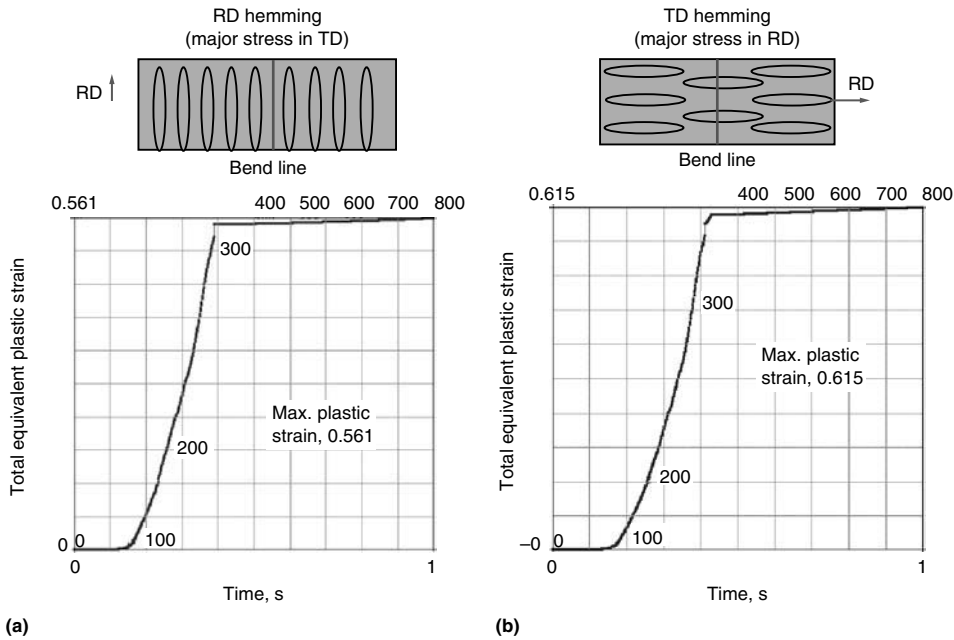 RD hemming
(major stress in TD)
RD
Bend line
0.561
400 500 600 700 800
300
200
100
Max. plastic
strain, 0.561
Total equivalent plastic strain
0 0
1
Time, s
(a)
TD hemming
(major stress in RD)
RD
Bend line
0.615
400 500 600 700 800
300
200
100
Max. plastic
strain, 0.615
Total equivalent plastic strain
–0 0
0
1
Time, s
(b)